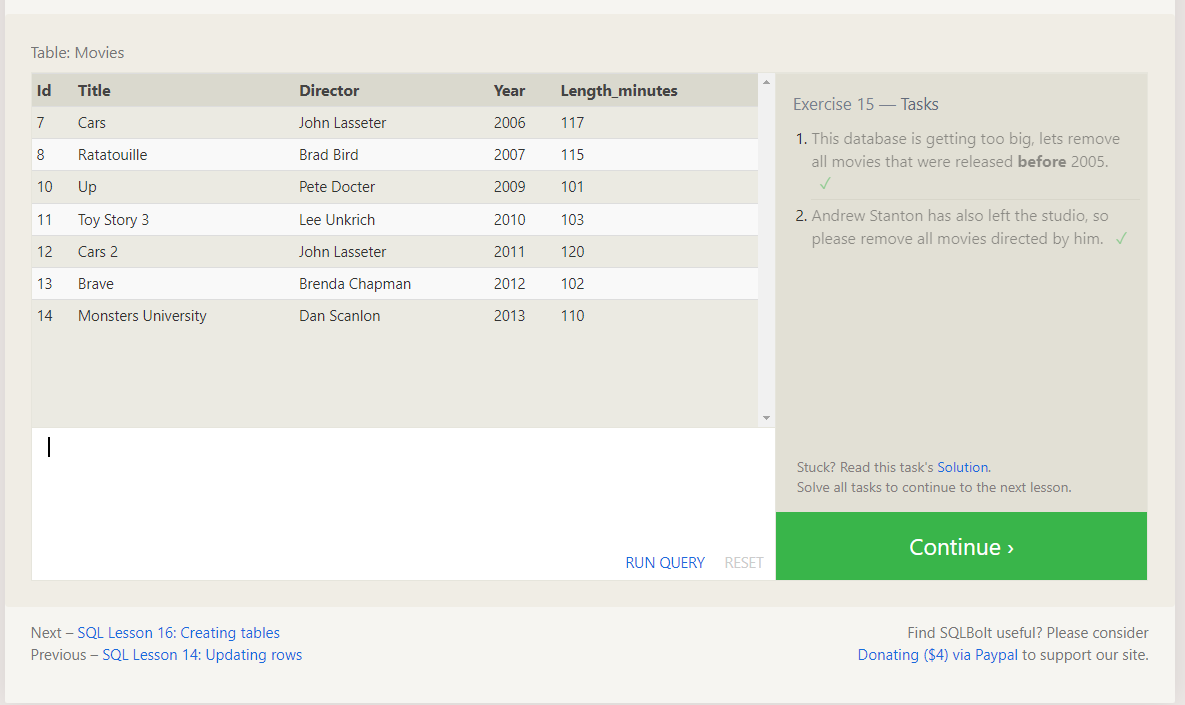 Table: Movies
Id Title Director Year Length_minutes
7 Cars John Lasseter 2006 117
8 Ratatouille Brad Bird 2007 115
10 Up Pete Docter 2009 101
11 Toy Story 3 Lee Unkrich 2010 103
12 Cars 2 John Lasseter 2011 120
13 Brave Brenda Chapman 2012 102
14 Monsters University Dan Scanlon 2013 110
RUN QUERY RESET
Exercise 15 — Tasks
1. This database is getting too big, lets remove
all movies that were released before 2005.
✓
2. Andrew Stanton has also left the studio, so
please remove all movies directed by him. ✓
Stuck? Read this task's Solution.
Solve all tasks to continue to the next lesson.
Continue ›
Next – SQL Lesson 16: Creating tables
Previous – SQL Lesson 14: Updating rows
Find SQLBolt useful? Please consider
Donating ($4) via Paypal to support our site.